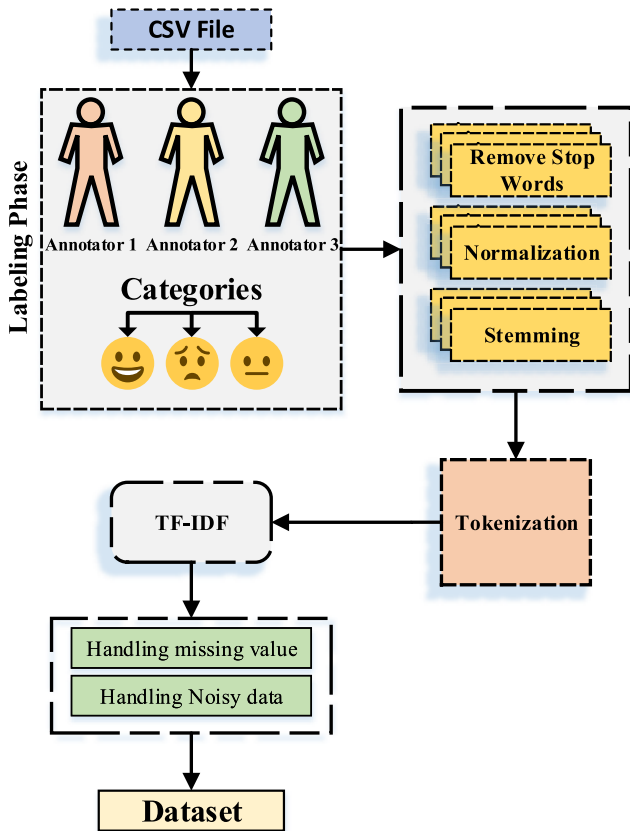 CSV File
Labeling Phase
Annotator 1
Annotator 2
Annotator 3
Categories
Remove Stop
Words
Normalization
Stemming
Tokenization
TF-IDF
Handling missing value
Handling Noisy data
Dataset